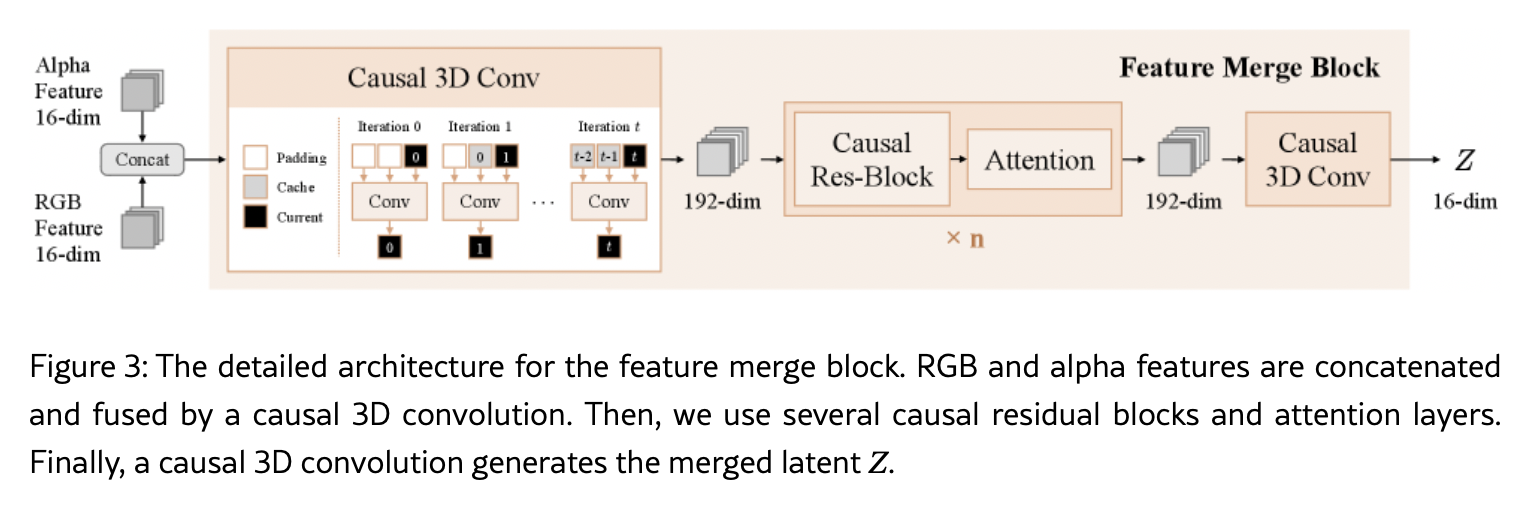 Feature Merge Block
Alpha
Feature
16-dim
Concat
RGB
Feature
16-dim
Causal 3D Conv
Padding
Cache
Current
Iteration 0
0
Conv
0
Iteration 1
0 1
Conv
1
...
Iteration t
t-2 t-1 t
Conv
t
192-dim
Causal
Res-Block
Attention
× n
192-dim
Causal
3D Conv
Z
16-dim
Figure 3: The detailed architecture for the feature merge block. RGB and alpha features are concatenated
and fused by a causal 3D convolution. Then, we use several causal residual blocks and attention layers.
Finally, a causal 3D convolution generates the merged latent Z.